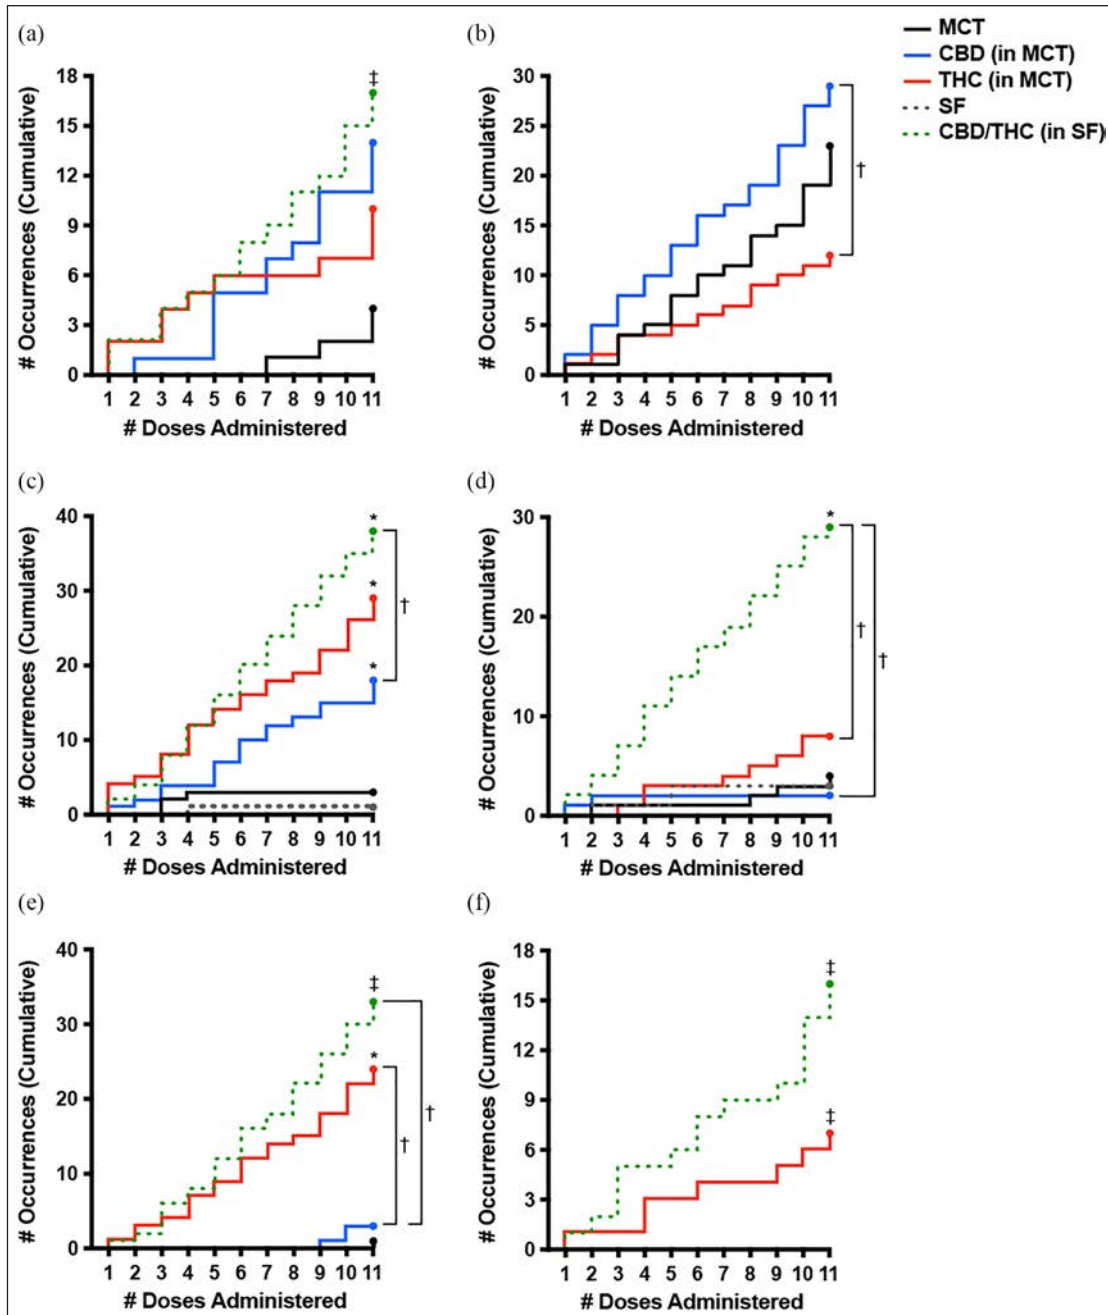 (a)
(b)
MCT
CBD (in MCT)
THC (in MCT)
SF
CBD/THC (in SF)
# Occurrences (Cumulative)
18
15
12
9
6
3
0
‡
1 2 3 4 5 6 7 8 9 10 11
# Doses Administered
# Occurrences (Cumulative)
30
25
20
15
10
5
0
†
1 2 3 4 5 6 7 8 9 10 11
# Doses Administered
(c)
(d)
# Occurrences (Cumulative)
40
30
20
10
0
*
*
*
†
1 2 3 4 5 6 7 8 9 10 11
# Doses Administered
# Occurrences (Cumulative)
30
20
10
0
*
†
†
1 2 3 4 5 6 7 8 9 10 11
# Doses Administered
(e)
(f)
# Occurrences (Cumulative)
40
30
20
10
0
‡
*
†
†
1 2 3 4 5 6 7 8 9 10 11
# Doses Administered
# Occurrences (Cumulative)
18
15
12
9
6
3
0
‡
‡
1 2 3 4 5 6 7 8 9 10 11
# Doses Administered